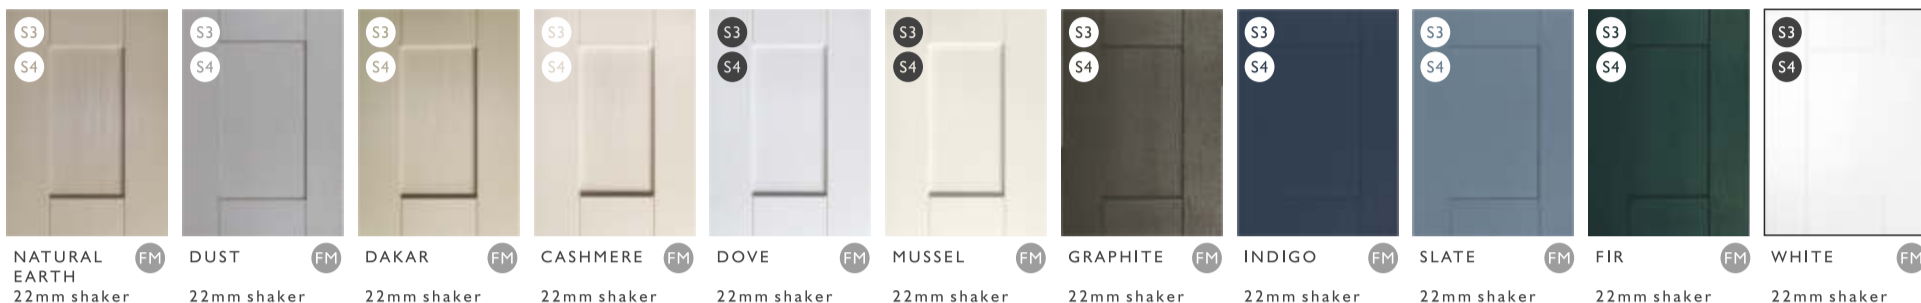 S3
S4
S3
S4
S3
S4
S3
S4
S3
S4
S3
S4
S3
S4
S3
S4
S3
S4
S3
S4
S3
S4
NATURAL EARTH FM
22mm shaker
DUST FM
22mm shaker
DAKAR FM
22mm shaker
CASHMERE FM
22mm shaker
DOVE FM
22mm shaker
MUSSEL FM
22mm shaker
GRAPHITE FM
22mm shaker
INDIGO FM
22mm shaker
SLATE FM
22mm shaker
FIR FM
22mm shaker
WHITE FM
22mm shaker